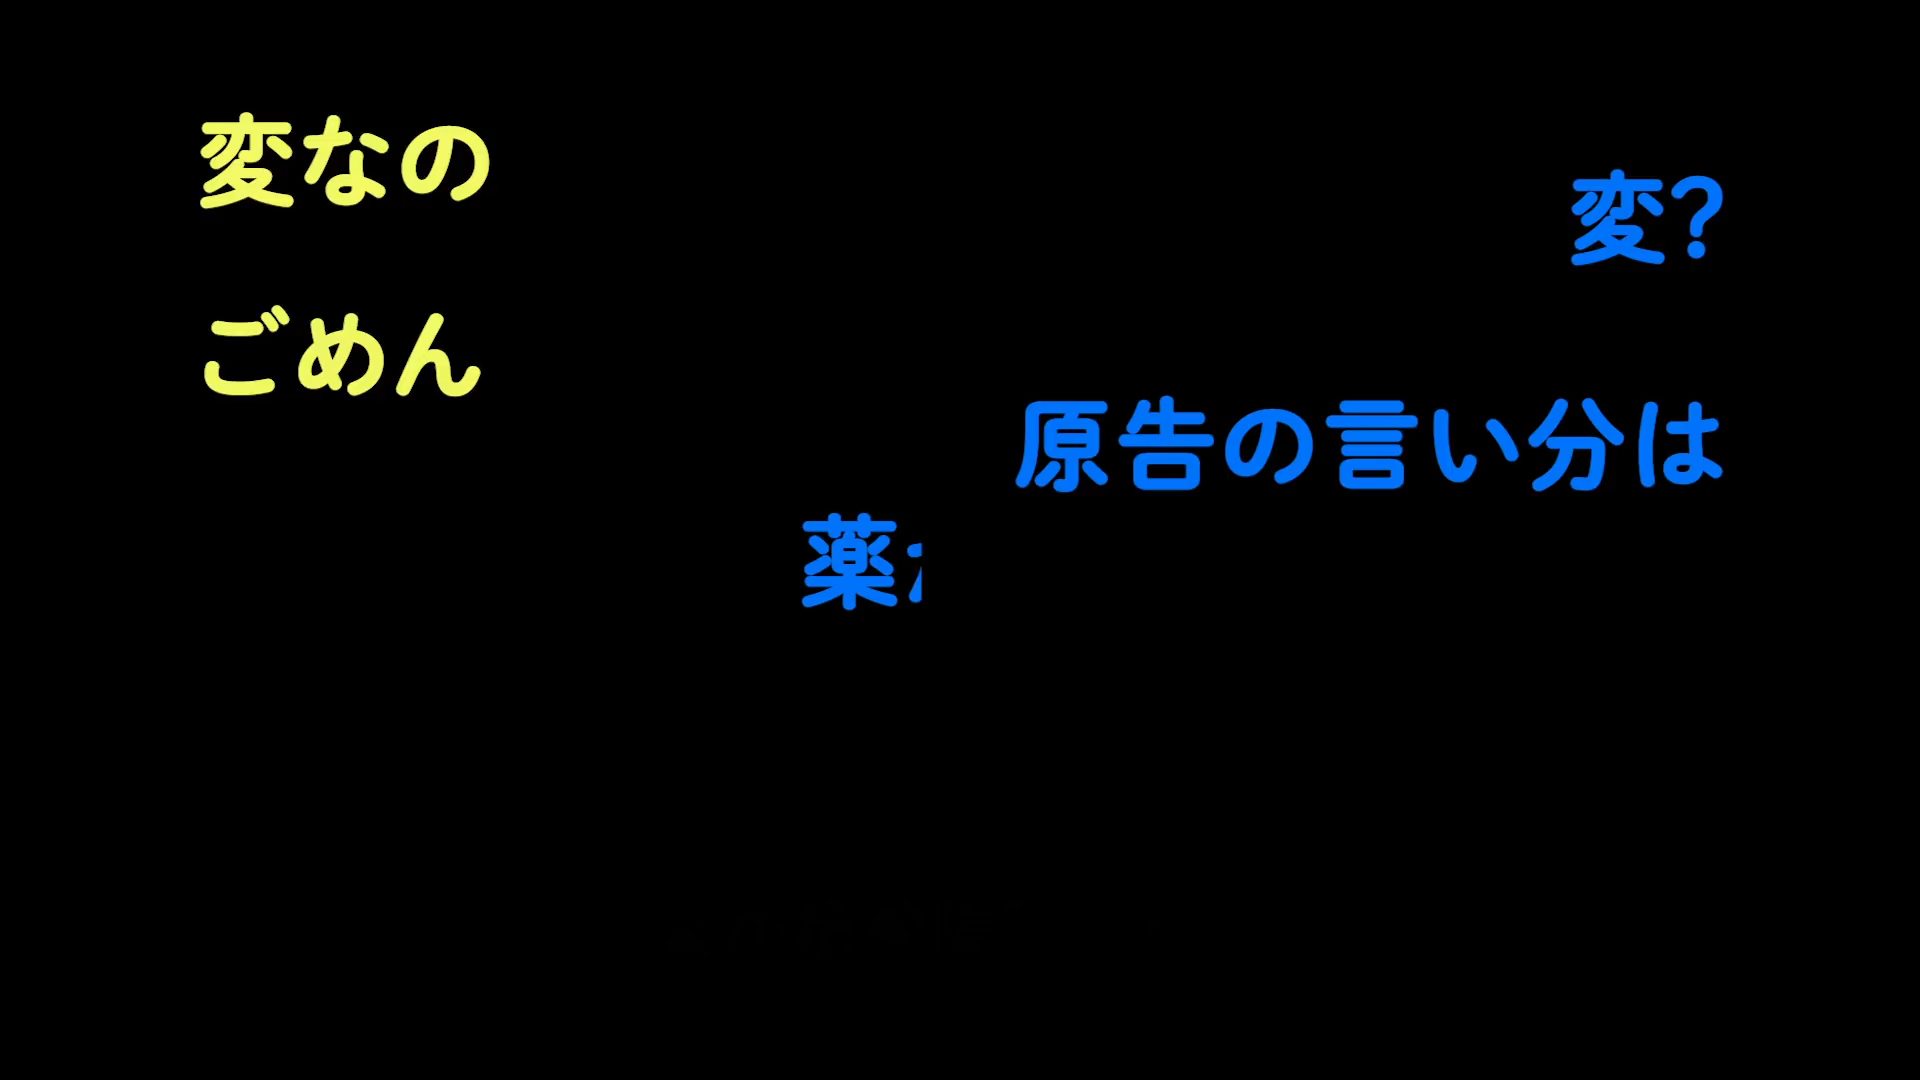 変なの
変?
ごめん
原告の言い分は
薬